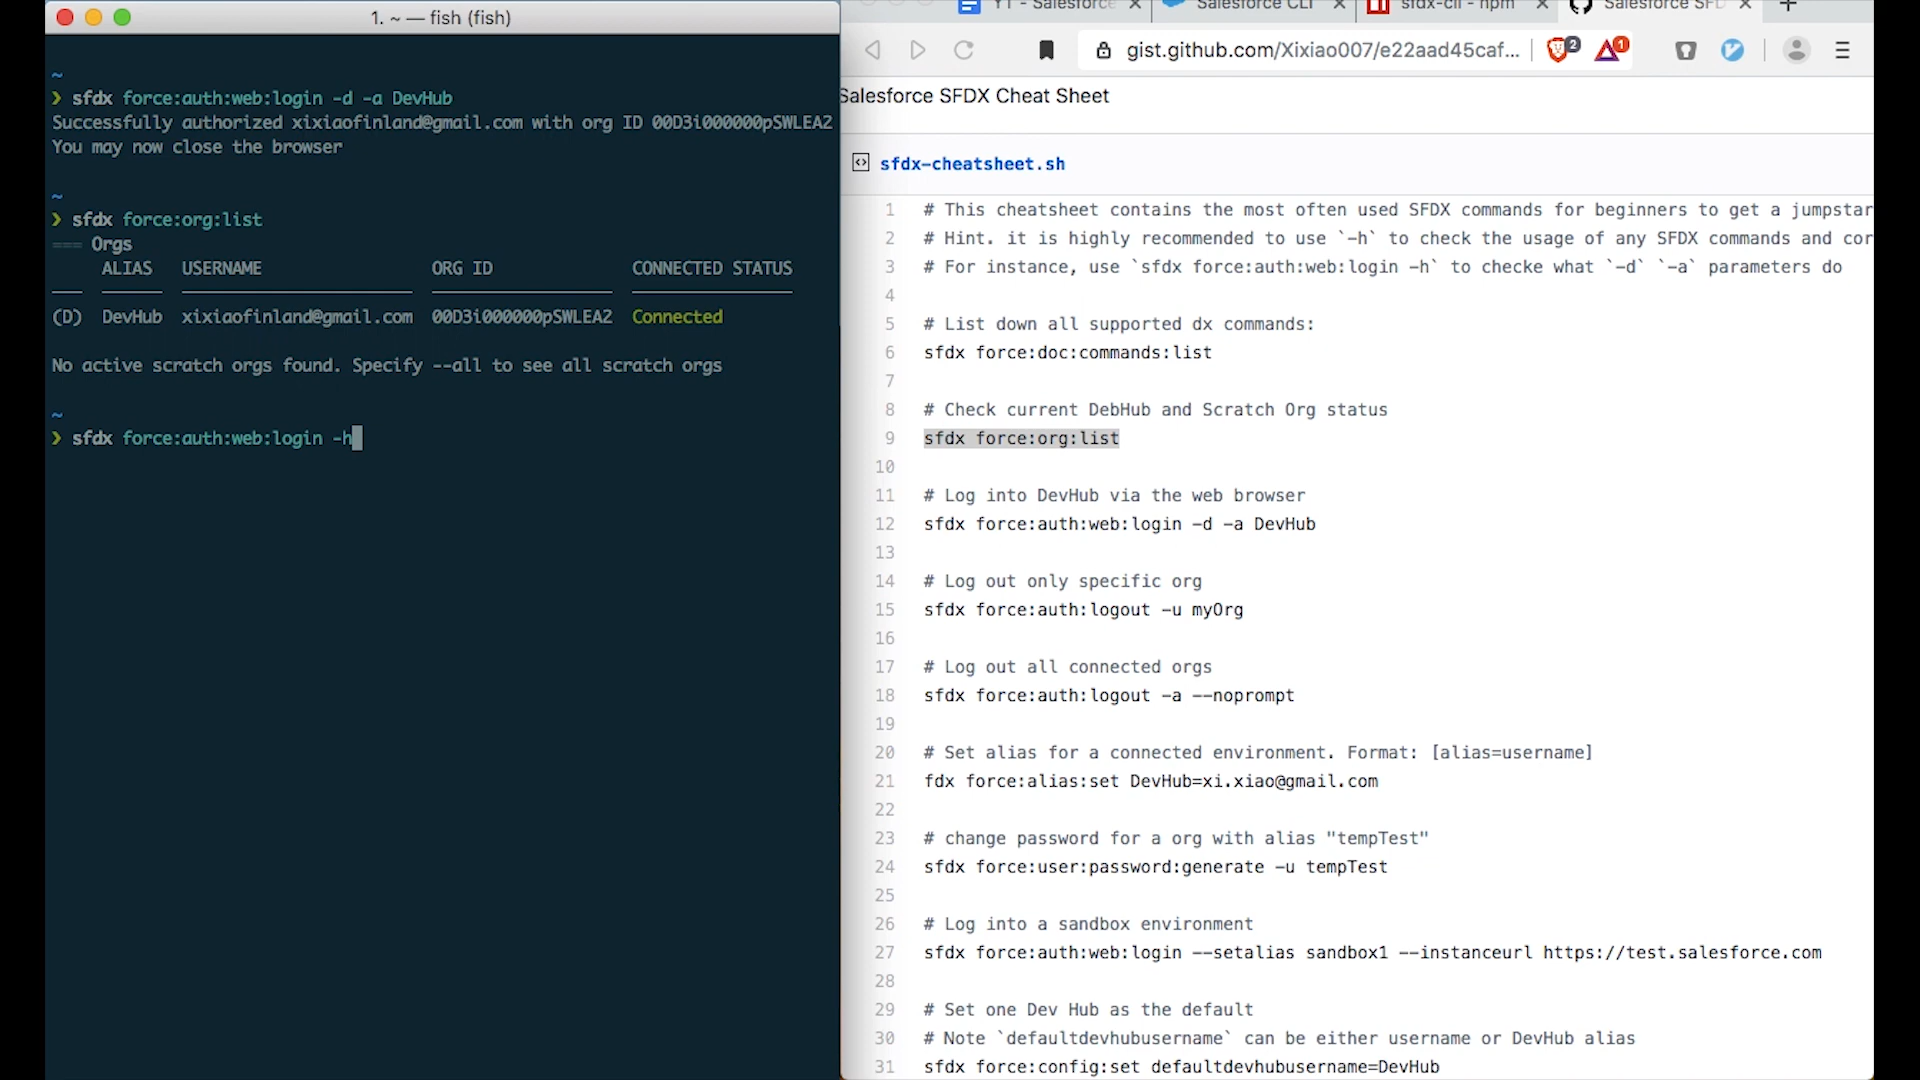 1. ~ — fish (fish)
~
❯ sfdx force:auth:web:login -d -a DevHub
Successfully authorized xixiaofinland@gmail.com with org ID 00D3i000000pSWLEA2
You may now close the browser
~
❯ sfdx force:org:list
=== Orgs
ALIAS USERNAME ORG ID CONNECTED STATUS
(D) DevHub xixiaofinland@gmail.com 00D3i000000pSWLEA2 Connected
No active scratch orgs found. Specify --all to see all scratch orgs
~
❯ sfdx force:auth:web:login -h
YT - Salesforce
Salesforce CLI
sfdx-cli - npm
Salesforce SFD
gist.github.com/Xixiao007/e22aad45caf...
2
1
Salesforce SFDX Cheat Sheet
sfdx-cheatsheet.sh
1 # This cheatsheet contains the most often used SFDX commands for beginners to get a jumpstar
2 # Hint. it is highly recommended to use `-h` to check the usage of any SFDX commands and cor
3 # For instance, use `sfdx force:auth:web:login -h` to checke what `-d` `-a` parameters do
4
5 # List down all supported dx commands:
6 sfdx force:doc:commands:list
7
8 # Check current DebHub and Scratch Org status
9 sfdx force:org:list
10
11 # Log into DevHub via the web browser
12 sfdx force:auth:web:login -d -a DevHub
13
14 # Log out only specific org
15 sfdx force:auth:logout -u myOrg
16
17 # Log out all connected orgs
18 sfdx force:auth:logout -a --noprompt
19
20 # Set alias for a connected environment. Format: [alias=username]
21 fdx force:alias:set DevHub=xi.xiao@gmail.com
22
23 # change password for a org with alias "tempTest"
24 sfdx force:user:password:generate -u tempTest
25
26 # Log into a sandbox environment
27 sfdx force:auth:web:login --setalias sandbox1 --instanceurl https://test.salesforce.com
28
29 # Set one Dev Hub as the default
30 # Note `defaultdevhubusername` can be either username or DevHub alias
31 sfdx force:config:set defaultdevhubusername=DevHub